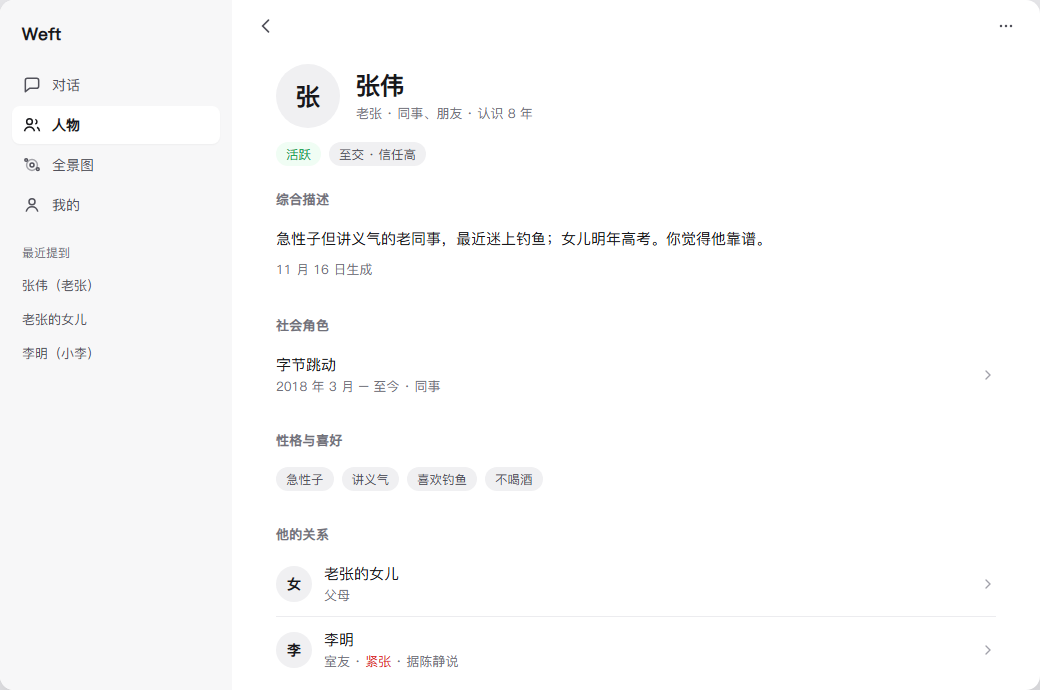 Weft
对话
人物
全景图
我的
最近提到
张伟（老张）
老张的女儿
李明（小李）
张
张伟
老张 · 同事、朋友 · 认识 8 年
活跃
至交 · 信任高
综合描述
急性子但讲义气的老同事，最近迷上钓鱼；女儿明年高考。你觉得他靠谱。
11 月 16 日生成
社会角色
字节跳动
2018 年 3 月 — 至今 · 同事
性格与喜好
急性子
讲义气
喜欢钓鱼
不喝酒
他的关系
女
老张的女儿
父母
李
李明
室友 · 紧张 · 据陈静说